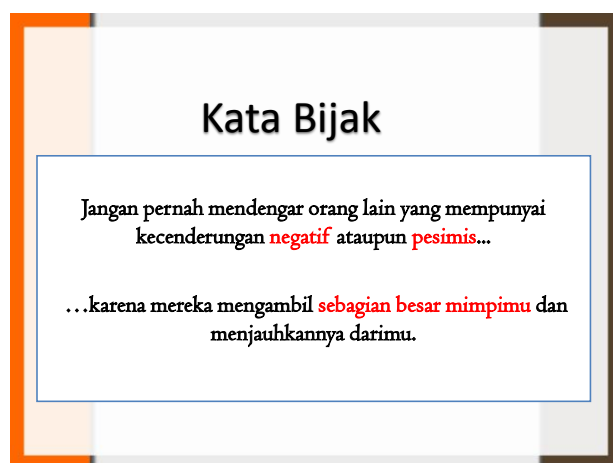 Kata Bijak
Jangan pernah mendengar orang lain yang mempunyai
kecenderungan negatif ataupun pesimis...
…karena mereka mengambil sebagian besar mimpimu dan
menjauhkannya darimu.